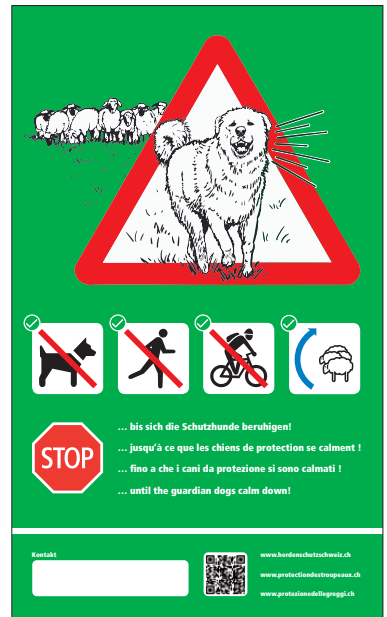 STOP
... bis sich die Schutzhunde beruhigen!
... jusqu'à ce que les chiens de protection se calment !
... fino a che i cani da protezione si sono calmati !
... until the guardian dogs calm down!
Kontakt
www.herdenschutzschweiz.ch
www.protectiondestroupeaux.ch
www.protezionedellegreggi.ch